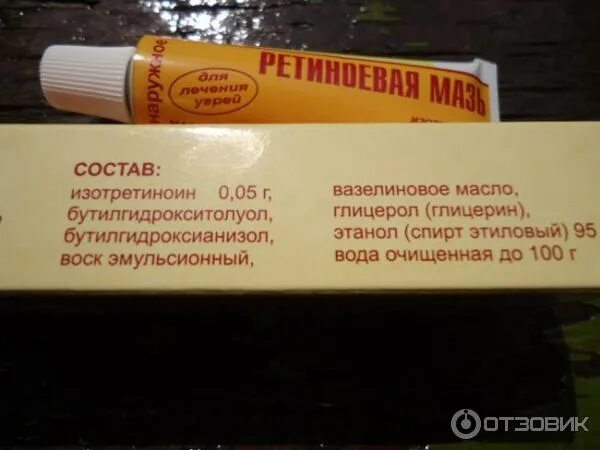 наружное
для
лечения
угрей
РЕТИНОЕВАЯ МАЗЬ
СОСТАВ:
изотретиноин 0,05 г,
бутилгидрокситолуол,
бутилгидроксианизол,
воск эмульсионный,
вазелиновое масло,
глицерол (глицерин),
этанол (спирт этиловый) 95
вода очищенная до 100 г
ОТЗОВИК